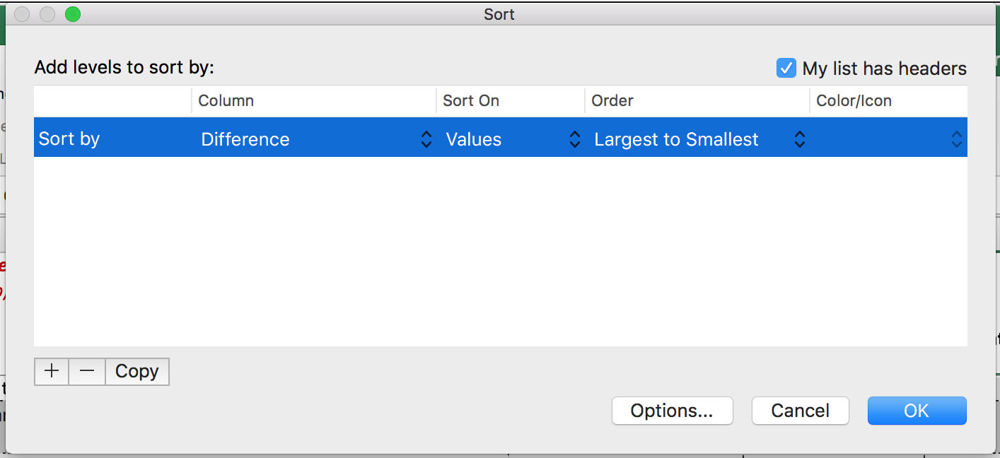 Sort
Add levels to sort by:
My list has headers
Column Sort On Order Color/Icon
Sort by Difference Values Largest to Smallest
+ − Copy
Options... Cancel OK